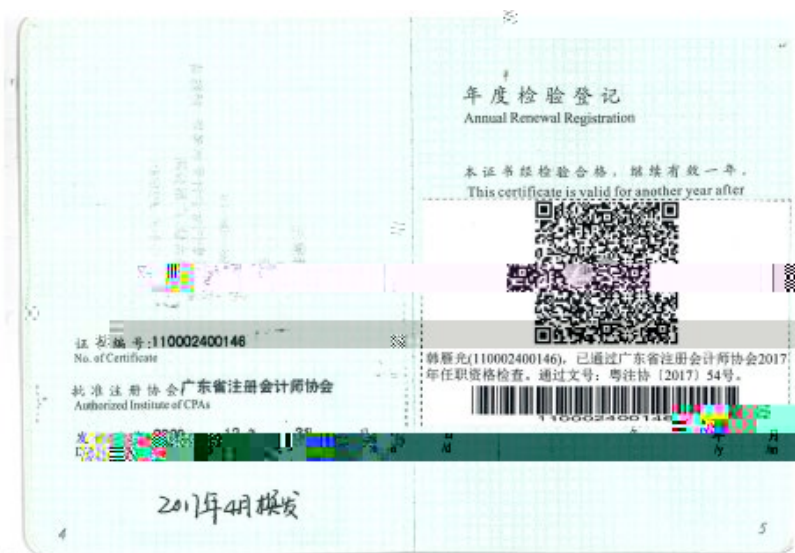 证书编号:110002400146
No. of Certificate
批准注册协会广东省注册会计师协会
Authorized Institute of CPAs
发
/d
2017年4月换发
4
年度检验登记
Annual Renewal Registration
本证书经检验合格，继续有效一年。
This certificate is valid for another year after
韩雁光(110002400146)，已通过广东省注册会计师协会2017
年任职资格检查。通过文号：粤注协〔2017〕54号。
110002400146
年 月
/y /m
5